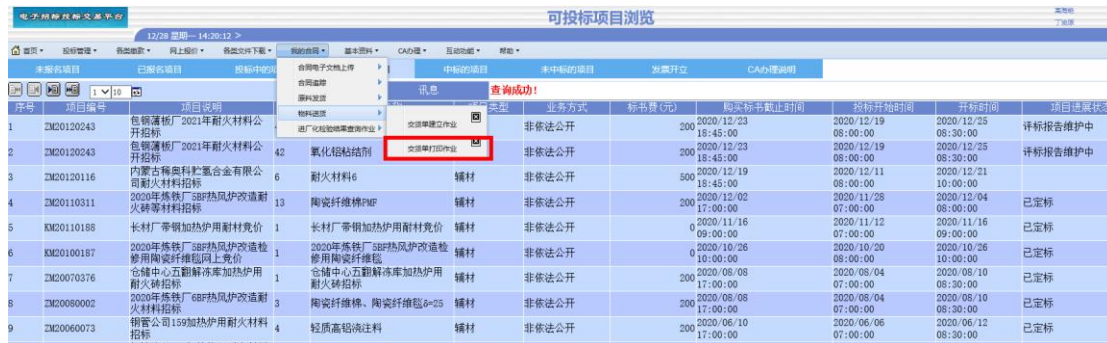 电子招标投标交易平台
可投标项目浏览
12/28 星期一 14:20:12 >
首页 投标管理 各类缴款 网上报价 各类文件下载 我的合同 基本资料 CA办理 互动功能 帮助
未报名项目 已报名项目 投标中的项 中标的项目 未中标的项目 发票开立 CA办理说明
合同电子文档上传
合同追踪
原料发货
物料送货
进厂化检验结果查询作业
交运单建立作业
交运单打印作业
1 10 讯息 查询成功!
序号 项目编号 项目说明 项目类型 业务方式 标书费(元) 购买标书截止时间 投标开始时间 开标时间 项目进展状态
1 ZM20120243 包钢薄板厂2021年耐火材料公开招标 非依法公开 200 2020/12/23 18:45:00 2020/12/19 08:00:00 2020/12/25 08:30:00 评标报告维护中
2 ZM20120243 包钢薄板厂2021年耐火材料公开招标 42 氧化铝粘结剂 辅材 非依法公开 200 2020/12/23 18:45:00 2020/12/19 08:00:00 2020/12/25 08:30:00 评标报告维护中
3 ZM20120116 内蒙古稀奥科贮氢合金有限公司耐火材料招标 6 耐火材料6 辅材 非依法公开 500 2020/12/19 18:45:00 2020/12/11 08:00:00 2020/12/21 10:00:00
4 ZM20110311 2020年炼铁厂5BF热风炉改造耐火砖等材料招标 13 陶瓷纤维棉PMF 辅材 非依法公开 200 2020/12/02 17:00:00 2020/11/28 07:00:00 2020/12/04 08:00:00 已定标
5 KM20110188 长材厂带钢加热炉用耐材竞价 1 长材厂带钢加热炉用耐材竞价 辅材 非依法公开 0 2020/11/16 09:00:00 2020/11/12 07:00:00 2020/11/16 09:00:00 已定标
6 KM20100187 2020年炼铁厂5BF热风炉改造检修用陶瓷纤维毯网上竞价 1 2020年炼铁厂5BF热风炉改造检修用陶瓷纤维毯 辅材 非依法公开 0 2020/10/26 10:00:00 2020/10/20 08:00:00 2020/10/26 10:00:00 已定标
7 ZM20070376 仓储中心五翻解冻库加热炉用耐火砖招标 1 仓储中心五翻解冻库加热炉用耐火砖招标 辅材 非依法公开 200 2020/08/08 17:00:00 2020/08/04 07:00:00 2020/08/10 08:30:00 已定标
8 ZM20080002 2020年炼铁厂6BF热风炉改造耐火材料招标 3 陶瓷纤维棉、陶瓷纤维毯δ=25 辅材 非依法公开 200 2020/08/08 17:00:00 2020/08/04 07:00:00 2020/08/10 08:30:00 已定标
9 ZM20060073 钢管公司159加热炉用耐火材料招标 4 轻质高铝浇注料 辅材 非依法公开 200 2020/06/10 17:00:00 2020/06/06 07:00:00 2020/06/12 08:30:00 已定标